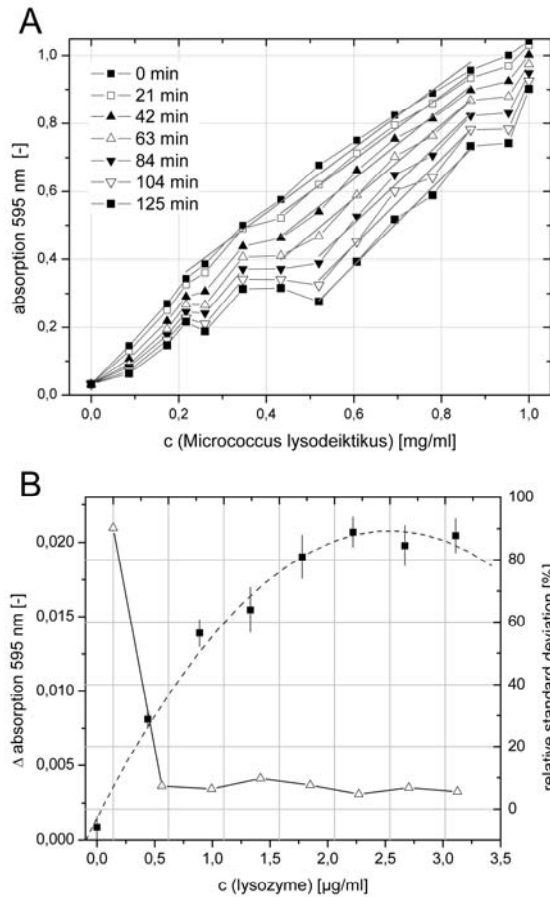 A
1,0
0,8
0,6
0,4
0,2
0,0
absorption 595 nm [-]
0 min
21 min
42 min
63 min
84 min
104 min
125 min
0,0 0,2 0,4 0,6 0,8 1,0
c (Micrococcus lysodeiktikus) [mg/ml]
B
0,020
0,015
0,010
0,005
0,000
Δ absorption 595 nm [-]
100
80
60
40
20
0
relative standard deviation [%]
0,0 0,5 1,0 1,5 2,0 2,5 3,0 3,5
c (lysozyme) [µg/ml]